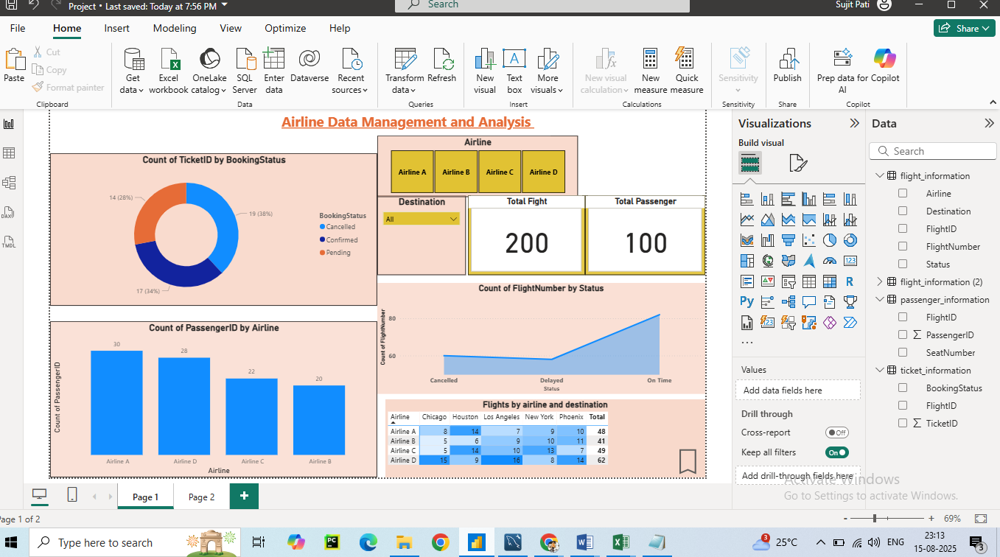 Project • Last saved: Today at 7:56 PM
Search
Sujit Pati
File Home Insert Modeling View Optimize Help
Share
Paste
Cut
Copy
Format painter
Clipboard
Get data
Excel workbook
OneLake catalog
SQL Server
Enter data
Dataverse
Recent sources
Data
Transform data
Refresh
Queries
New visual
Text box
More visuals
Insert
New visual calculation
New measure
Quick measure
Calculations
Sensitivity
Sensitivity
Publish
Share
Prep data for AI
Copilot
Copilot
Airline Data Management and Analysis
Count of TicketID by BookingStatus
14 (28%)
19 (38%)
17 (34%)
BookingStatus
Cancelled
Confirmed
Pending
Airline
Airline A Airline B Airline C Airline D
Destination
All
Total Fight
200
Total Passenger
100
Count of FlightNumber by Status
Count of FlightNumber
80
60
Cancelled Delayed On Time
Status
Count of PassengerID by Airline
Count of PassengerID
30 28 22 20
Airline A Airline D Airline C Airline B
Airline
Flights by airline and destination
Airline Chicago Houston Los Angeles New York Phoenix Total
Airline A 8 14 7 9 10 48
Airline B 5 6 9 10 11 41
Airline C 5 14 10 13 7 49
Airline D 15 9 16 8 14 62
Visualizations
Build visual
123
R
Py
123
...
Values
Add data fields here
Drill through
Cross-report Off
Keep all filters On
Add drill-through fields here
Data
Search
flight_information
Airline
Destination
FlightID
FlightNumber
Status
flight_information (2)
passenger_information
FlightID
∑ PassengerID
SeatNumber
ticket_information
BookingStatus
FlightID
∑ TicketID
DAX
TMDL
Activate Windows
Go to Settings to activate Windows.
Page 1 Page 2 +
age 1 of 2
- + 69%
Type here to search
PC
3
25°C
ENG
23:13
15-08-2025
3